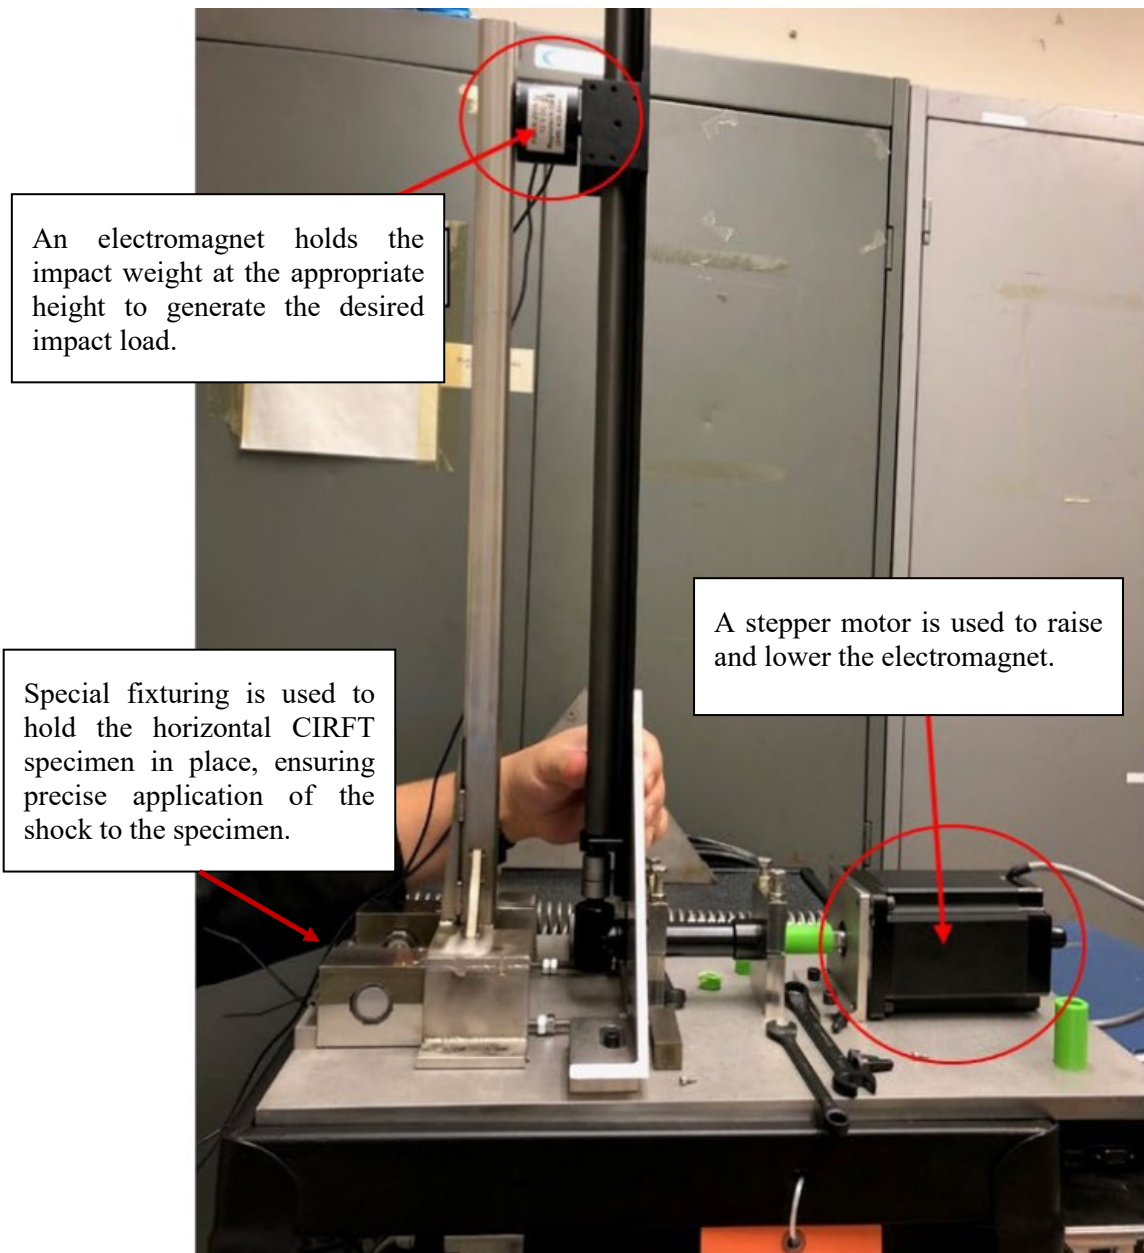 An electromagnet holds the
impact weight at the appropriate
height to generate the desired
impact load.
A stepper motor is used to raise
and lower the electromagnet.
Special fixturing is used to
hold the horizontal CIRFT
specimen in place, ensuring
precise application of the
shock to the specimen.